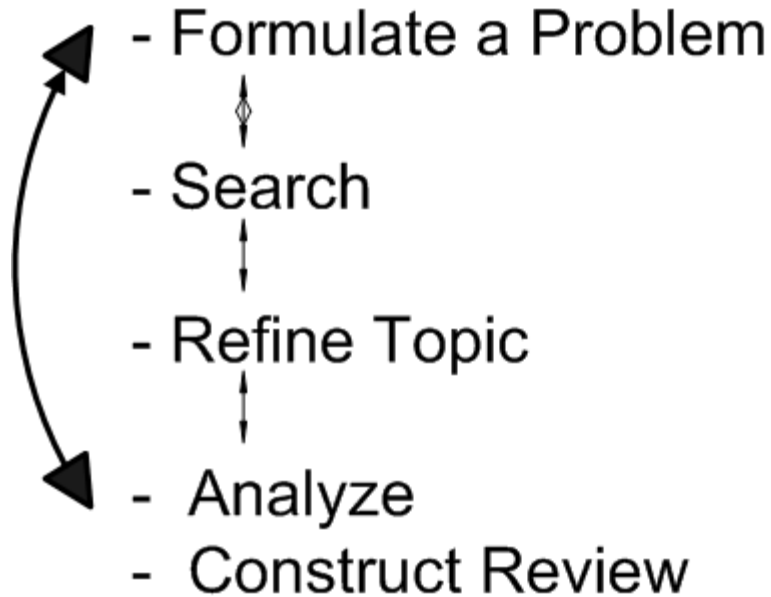 - Formulate a Problem
- Search
- Refine Topic
- Analyze
- Construct Review